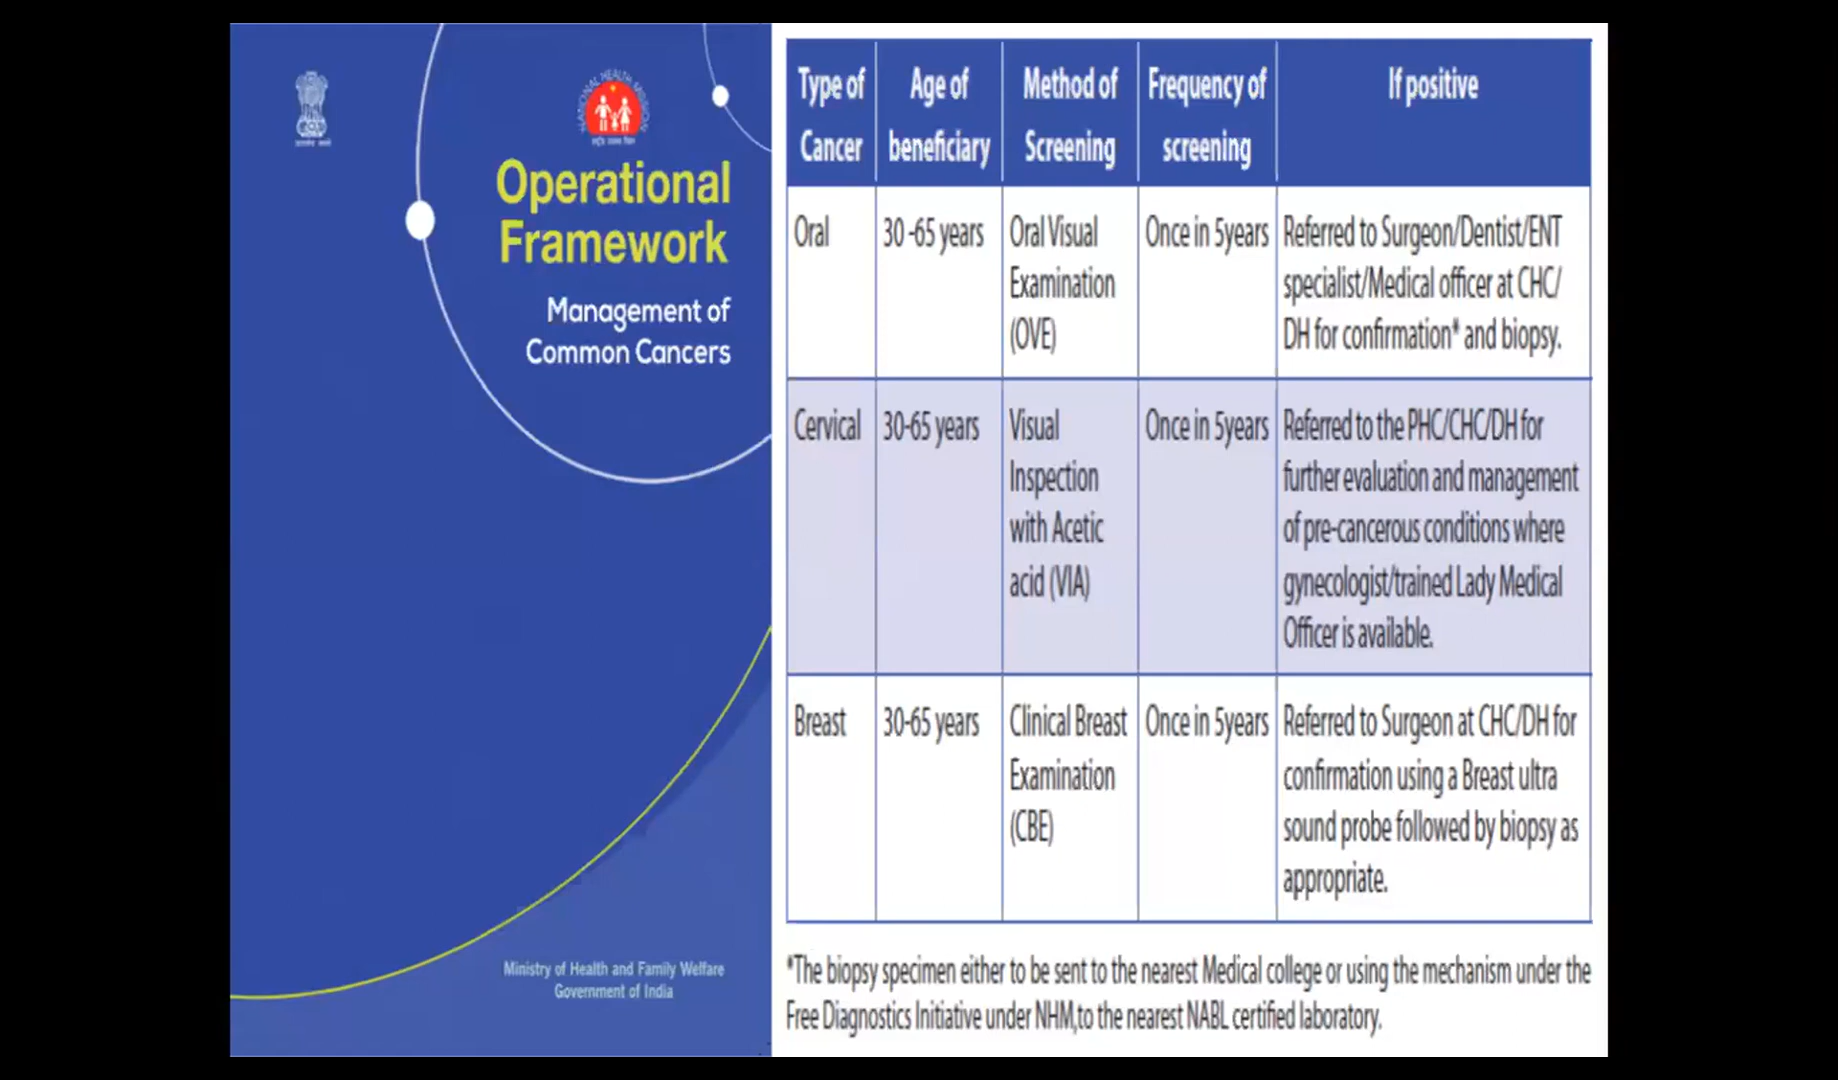 NATIONAL HEALTH MISSION
Operational
Framework
Management of
Common Cancers
Ministry of Health and Family Welfare
Government of India
Type of
Cancer
Age of
beneficiary
Method of
Screening
Frequency of
screening
If positive
Oral
30 -65 years
Oral Visual
Examination
(OVE)
Once in 5years
Referred to Surgeon/Dentist/ENT
specialist/Medical officer at CHC/
DH for confirmation* and biopsy.
Cervical
30-65 years
Visual
Inspection
with Acetic
acid (VIA)
Once in 5years
Referred to the PHC/CHC/DH for
further evaluation and management
of pre-cancerous conditions where
gynecologist/trained Lady Medical
Officer is available.
Breast
30-65 years
Clinical Breast
Examination
(CBE)
Once in 5years
Referred to Surgeon at CHC/DH for
confirmation using a Breast ultra
sound probe followed by biopsy as
appropriate.
*The biopsy specimen either to be sent to the nearest Medical college or using the mechanism under the
Free Diagnostics Initiative under NHM,to the nearest NABL certified laboratory.